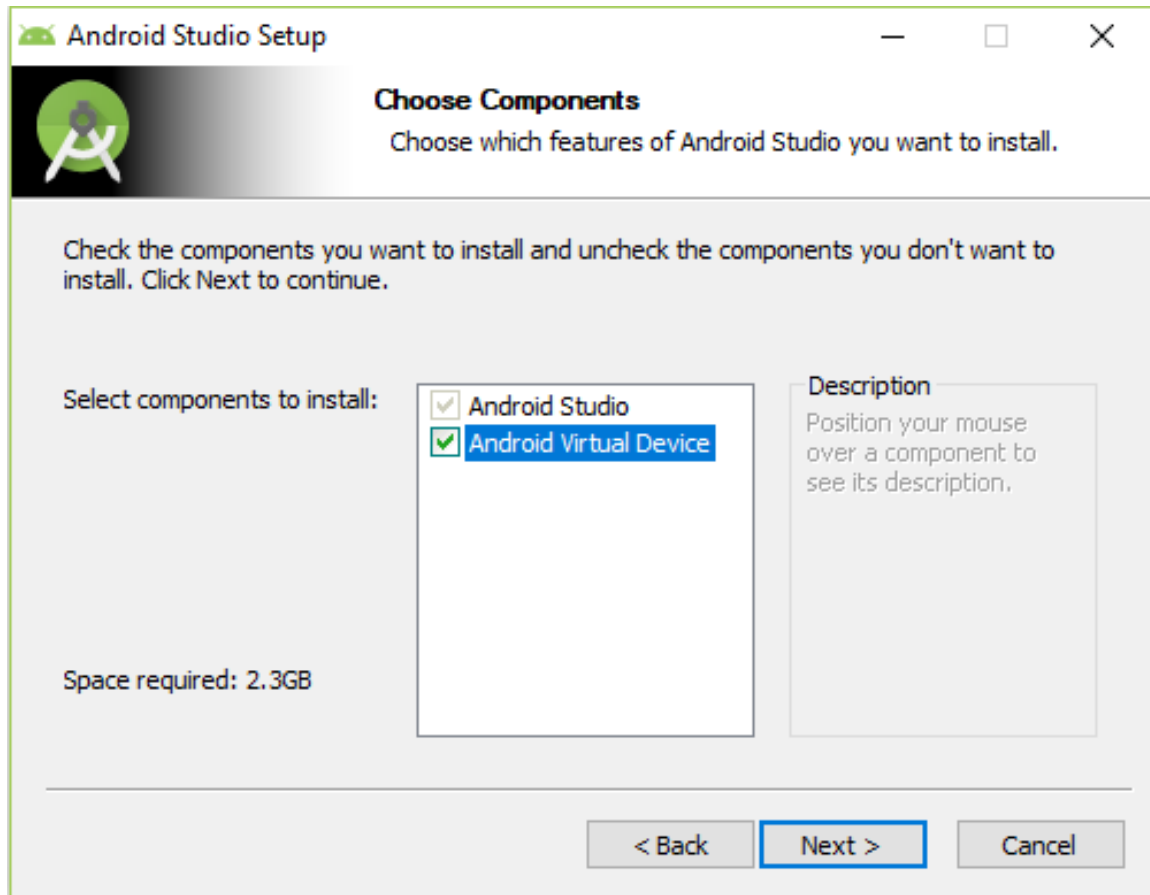 Android Studio Setup
Choose Components
Choose which features of Android Studio you want to install.
Check the components you want to install and uncheck the components you don't want to
install. Click Next to continue.
Select components to install:
Android Studio
Android Virtual Device
Description
Position your mouse
over a component to
see its description.
Space required: 2.3GB
< Back
Next >
Cancel